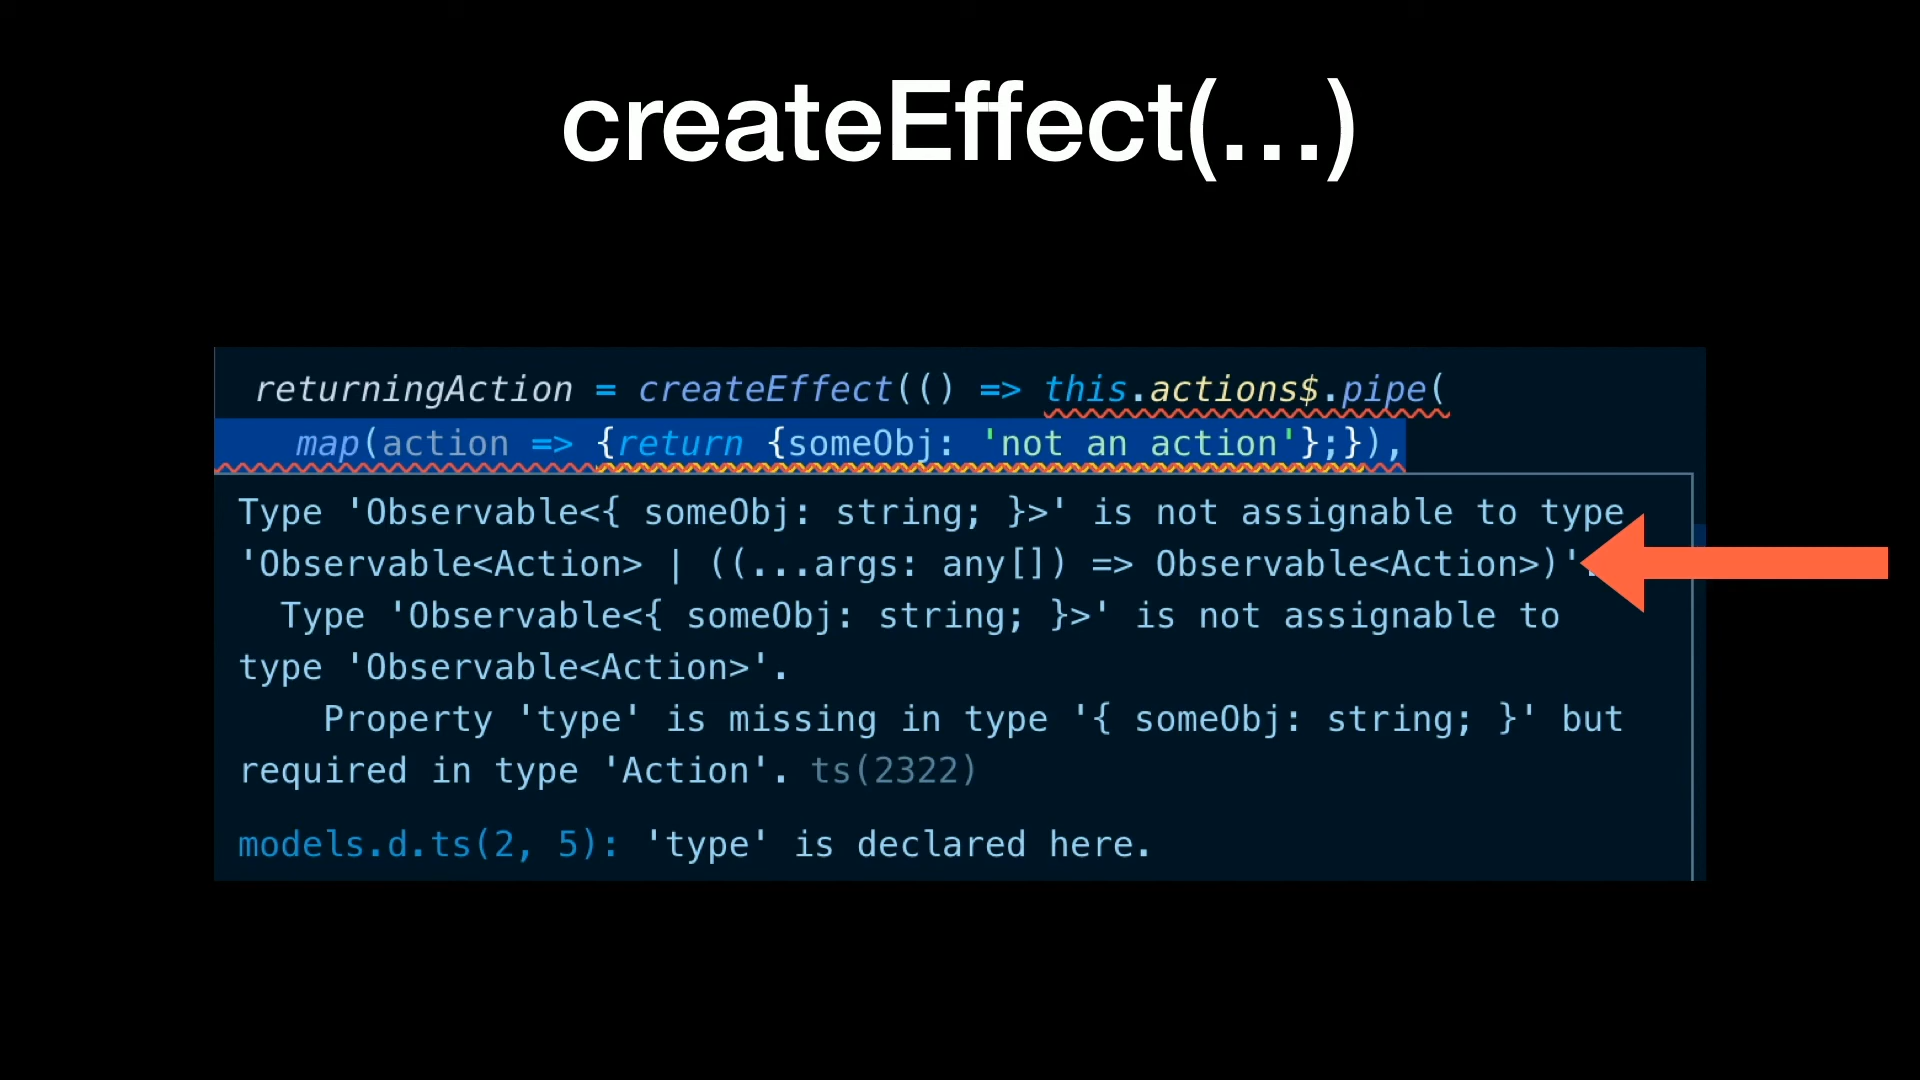 createEffect(...)
returningAction = createEffect(() => this.actions$.pipe(
map(action => {return {someObj: 'not an action'};}),
Type 'Observable<{ someObj: string; }>' is not assignable to type
'Observable<Action> | ((...args: any[]) => Observable<Action>)'.
Type 'Observable<{ someObj: string; }>' is not assignable to
type 'Observable<Action>'.
Property 'type' is missing in type '{ someObj: string; }' but
required in type 'Action'. ts(2322)
models.d.ts(2, 5): 'type' is declared here.